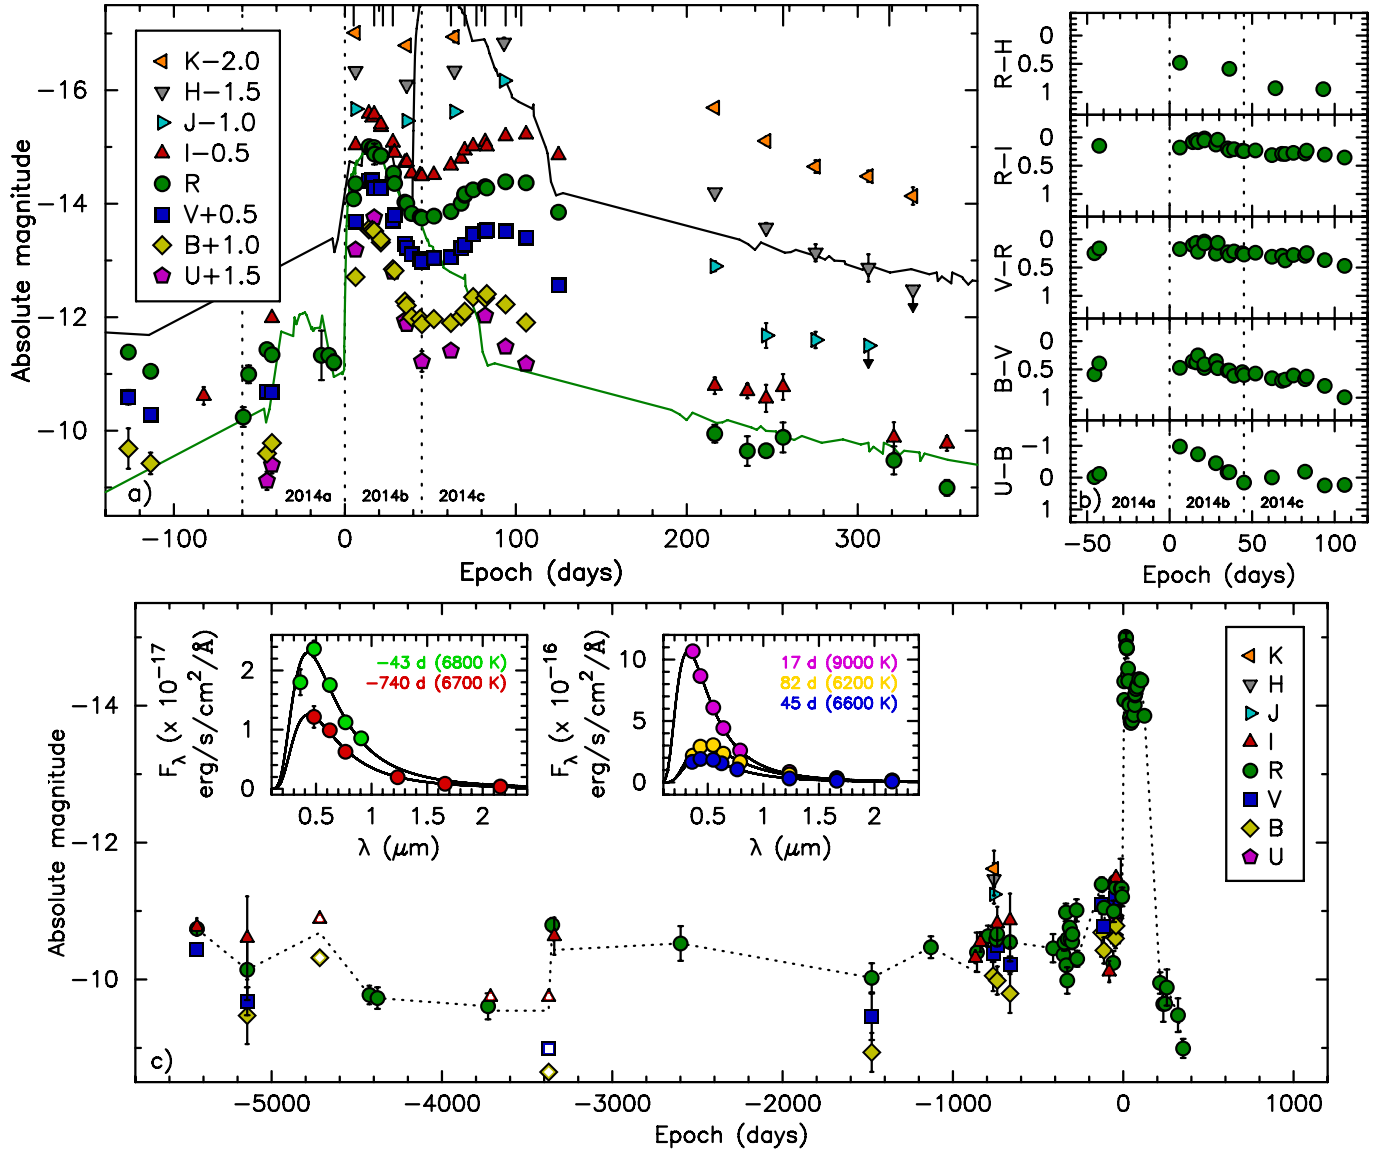 K−2.0
H−1.5
J−1.0
I−0.5
R
V+0.5
B+1.0
U+1.5
−16
−14
−12
−10
Absolute magnitude
a)
2014a
2014b
2014c
−100
0
100
200
300
Epoch (days)
R−H
0
0.5
1
R−I
0
0.5
1
V−R
0
0.5
1
B−V
0
0.5
1
U−B
−1
0
1
b)
2014a
2014b
2014c
−50
0
50
100
Epoch (days)
−14
−12
−10
Absolute magnitude
c)
F_λ (× 10⁻¹⁷
erg/s/cm²/Å)
2
1
0
−43 d (6800 K)
−740 d (6700 K)
0.5
1
1.5
2
λ (μm)
F_λ (× 10⁻¹⁶
erg/s/cm²/Å)
10
5
0
17 d (9000 K)
82 d (6200 K)
45 d (6600 K)
0.5
1
1.5
2
λ (μm)
K
H
J
I
R
V
B
U
−5000
−4000
−3000
−2000
−1000
0
1000
Epoch (days)